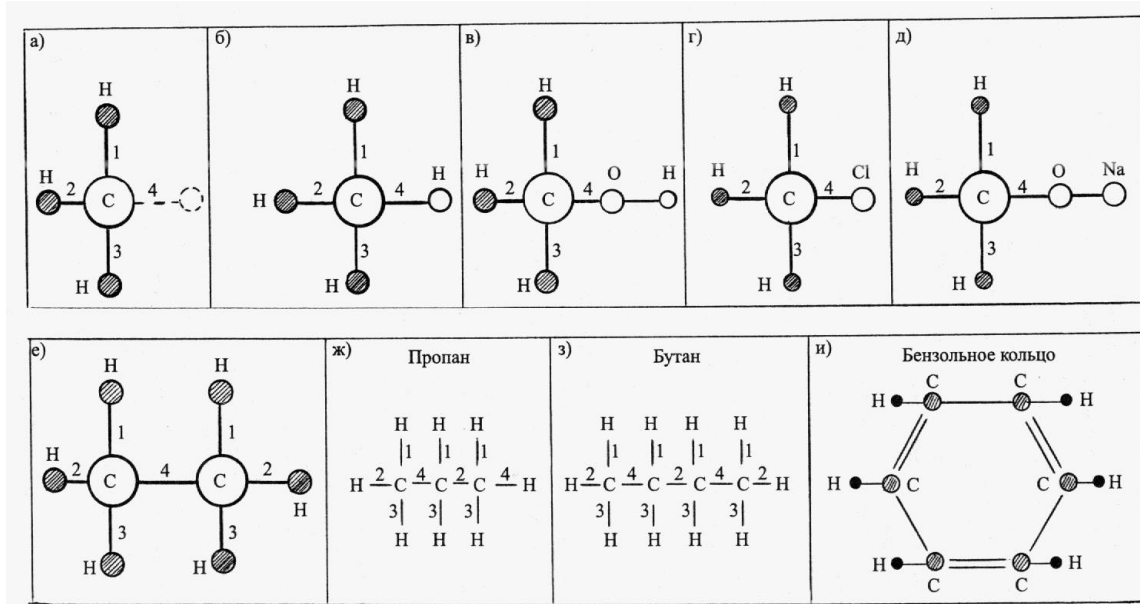 а) б) в) г) д)
H H H H H
1 1 1 1 1
H 2 C 4 H 2 C 4 H H 2 C 4 O H H 2 C 4 Cl H 2 C 4 O Na
3 3 3 3 3
H H H H H
е) ж) Пропан з) Бутан и) Бензольное кольцо
H H C C
H H
H H H H H H H
1 1 1 1 1 1 1 1 1
H 2 C 4 C 2 H H 2 C 4 C 2 C 4 H H 2 C 4 C 2 C 4 C 2 H H C C H
3 3 3 3 3 3 3 3 3
H H H H H H H
H H H H
C C